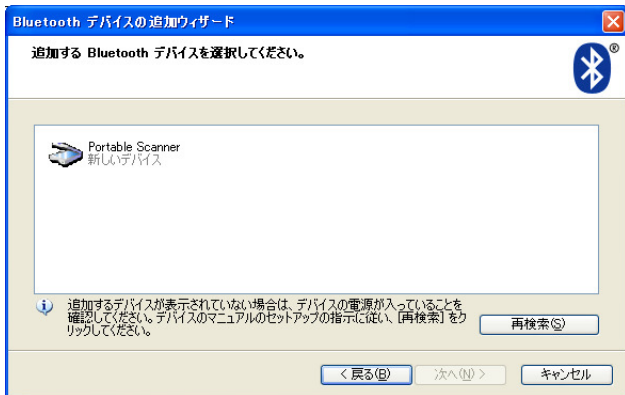 Bluetooth デバイスの追加ウィザード
追加する Bluetooth デバイスを選択してください。
®
Portable Scanner
新しいデバイス
追加するデバイスが表示されていない場合は、デバイスの電源が入っていることを
確認してください。デバイスのマニュアルのセットアップの指示に従い、[再検索] をク
リックしてください。
再検索(S)
< 戻る(B)
次へ(N) >
キャンセル